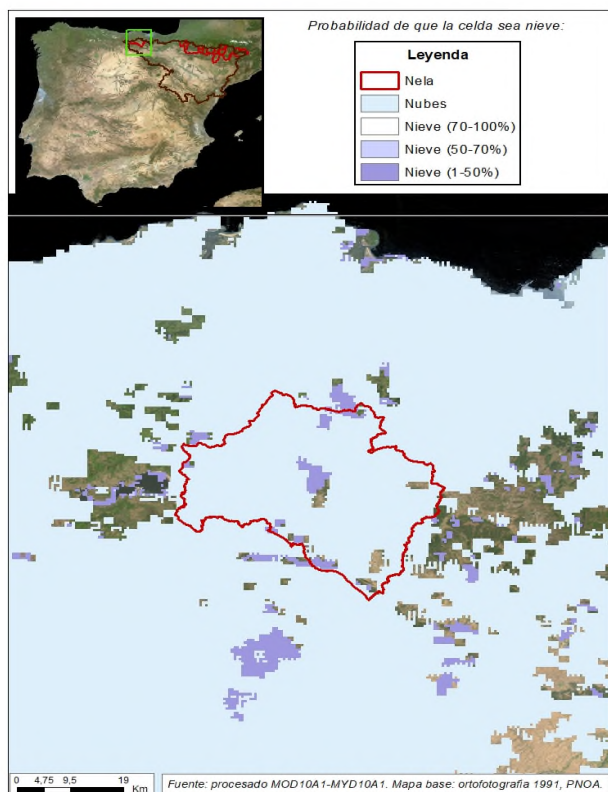 Probabilidad de que la celda sea nieve:
Leyenda
Nela
Nubes
Nieve (70-100%)
Nieve (50-70%)
Nieve (1-50%)
0 4,75 9,5 19
Km
Fuente: procesado MOD10A1-MYD10A1. Mapa base: ortofotografía 1991, PNOA.